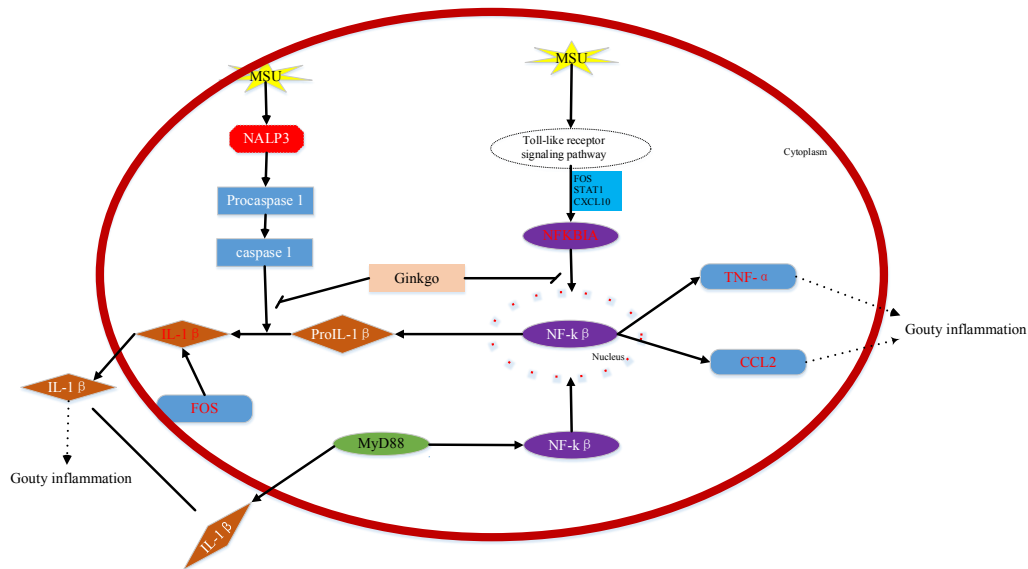 MSU
MSU
NALP3
Toll-like receptor
signaling pathway
Cytoplasm
FOS
STAT1
CXCL10
Procaspase 1
NFKBIA
caspase 1
Ginkgo
TNF- α
IL-1 β
ProIL-1 β
NF-k β
Gouty inflammation
Nucleus
CCL2
IL-1 β
FOS
MyD88
NF-k β
Gouty inflammation
IL-1 β